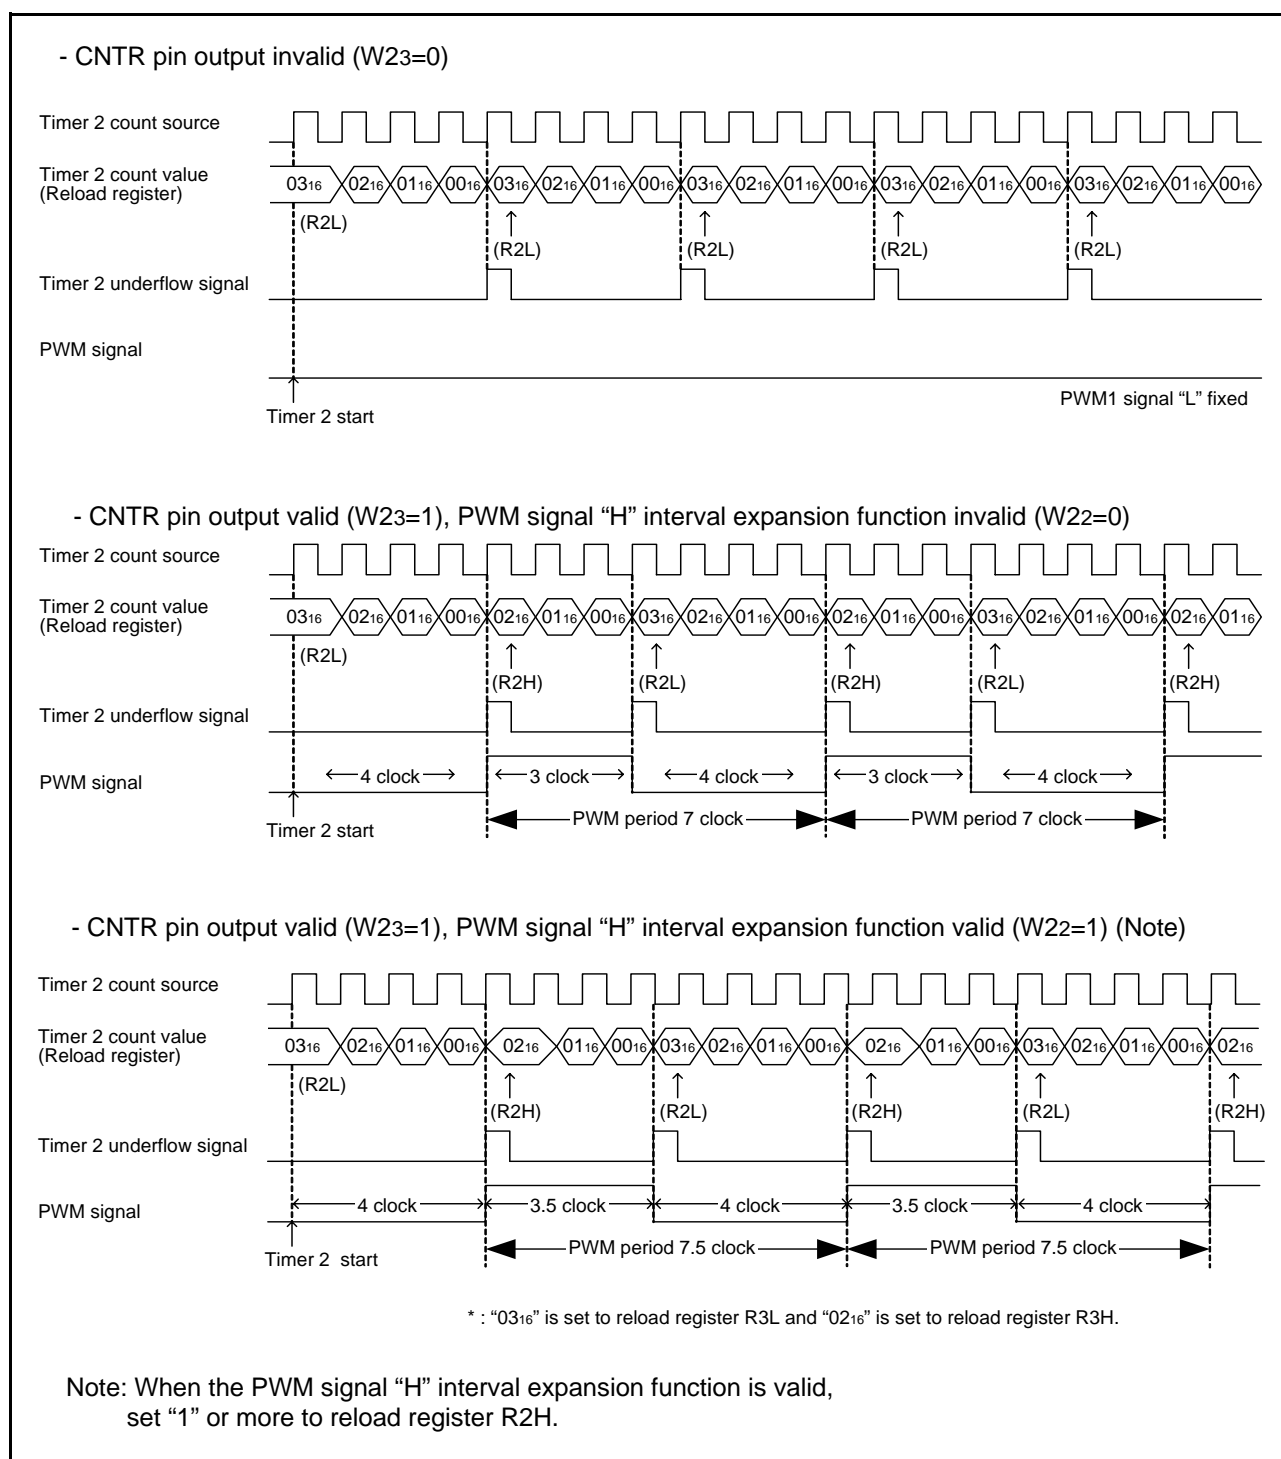 - CNTR pin output invalid (W23=0)
Timer 2 count source
Timer 2 count value
(Reload register)
0316 0216 0116 0016 0316 0216 0116 0016 0316 0216 0116 0016 0316 0216 0116 0016 0316 0216 0116 0016
(R2L)
(R2L) (R2L) (R2L) (R2L)
Timer 2 underflow signal
PWM signal
PWM1 signal “L” fixed
Timer 2 start
- CNTR pin output valid (W23=1), PWM signal “H” interval expansion function invalid (W22=0)
Timer 2 count source
Timer 2 count value
(Reload register)
0316 0216 0116 0016 0216 0116 0016 0316 0216 0116 0016 0216 0116 0016 0316 0216 0116 0016 0216 0116
(R2L)
(R2H) (R2L) (R2H) (R2L) (R2H)
Timer 2 underflow signal
PWM signal
4 clock 3 clock 4 clock 3 clock 4 clock
PWM period 7 clock PWM period 7 clock
Timer 2 start
- CNTR pin output valid (W23=1), PWM signal “H” interval expansion function valid (W22=1) (Note)
Timer 2 count source
Timer 2 count value
(Reload register)
0316 0216 0116 0016 0216 0116 0016 0316 0216 0116 0016 0216 0116 0016 0316 0216 0116 0016 0216
(R2L)
(R2H) (R2L) (R2H) (R2L) (R2H)
Timer 2 underflow signal
PWM signal
4 clock 3.5 clock 4 clock 3.5 clock 4 clock
PWM period 7.5 clock PWM period 7.5 clock
Timer 2 start
* : “0316” is set to reload register R3L and “0216” is set to reload register R3H.
Note: When the PWM signal “H” interval expansion function is valid,
set “1” or more to reload register R2H.